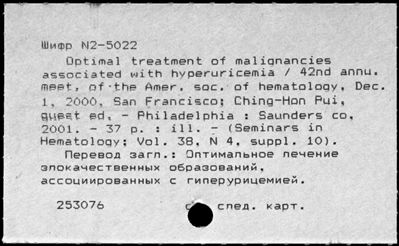 Шифр N2-5022
Optimal treatment of malignancies
associated with hyperuricemia / 42nd annu.
meet. of the Amer. soc. of hematology, Dec.
1, 2000, San Francisco; Ching-Hon Pui,
guest ed. - Philadelphia : Saunders co,
2001. - 37 p. : ill. - (Seminars in
Hematology; Vol. 38, N 4, suppl. 10).
Перевод загл.: Оптимальное лечение
злокачественных образований,
ассоциированных с гиперурицемией.
253076 см. след. карт.